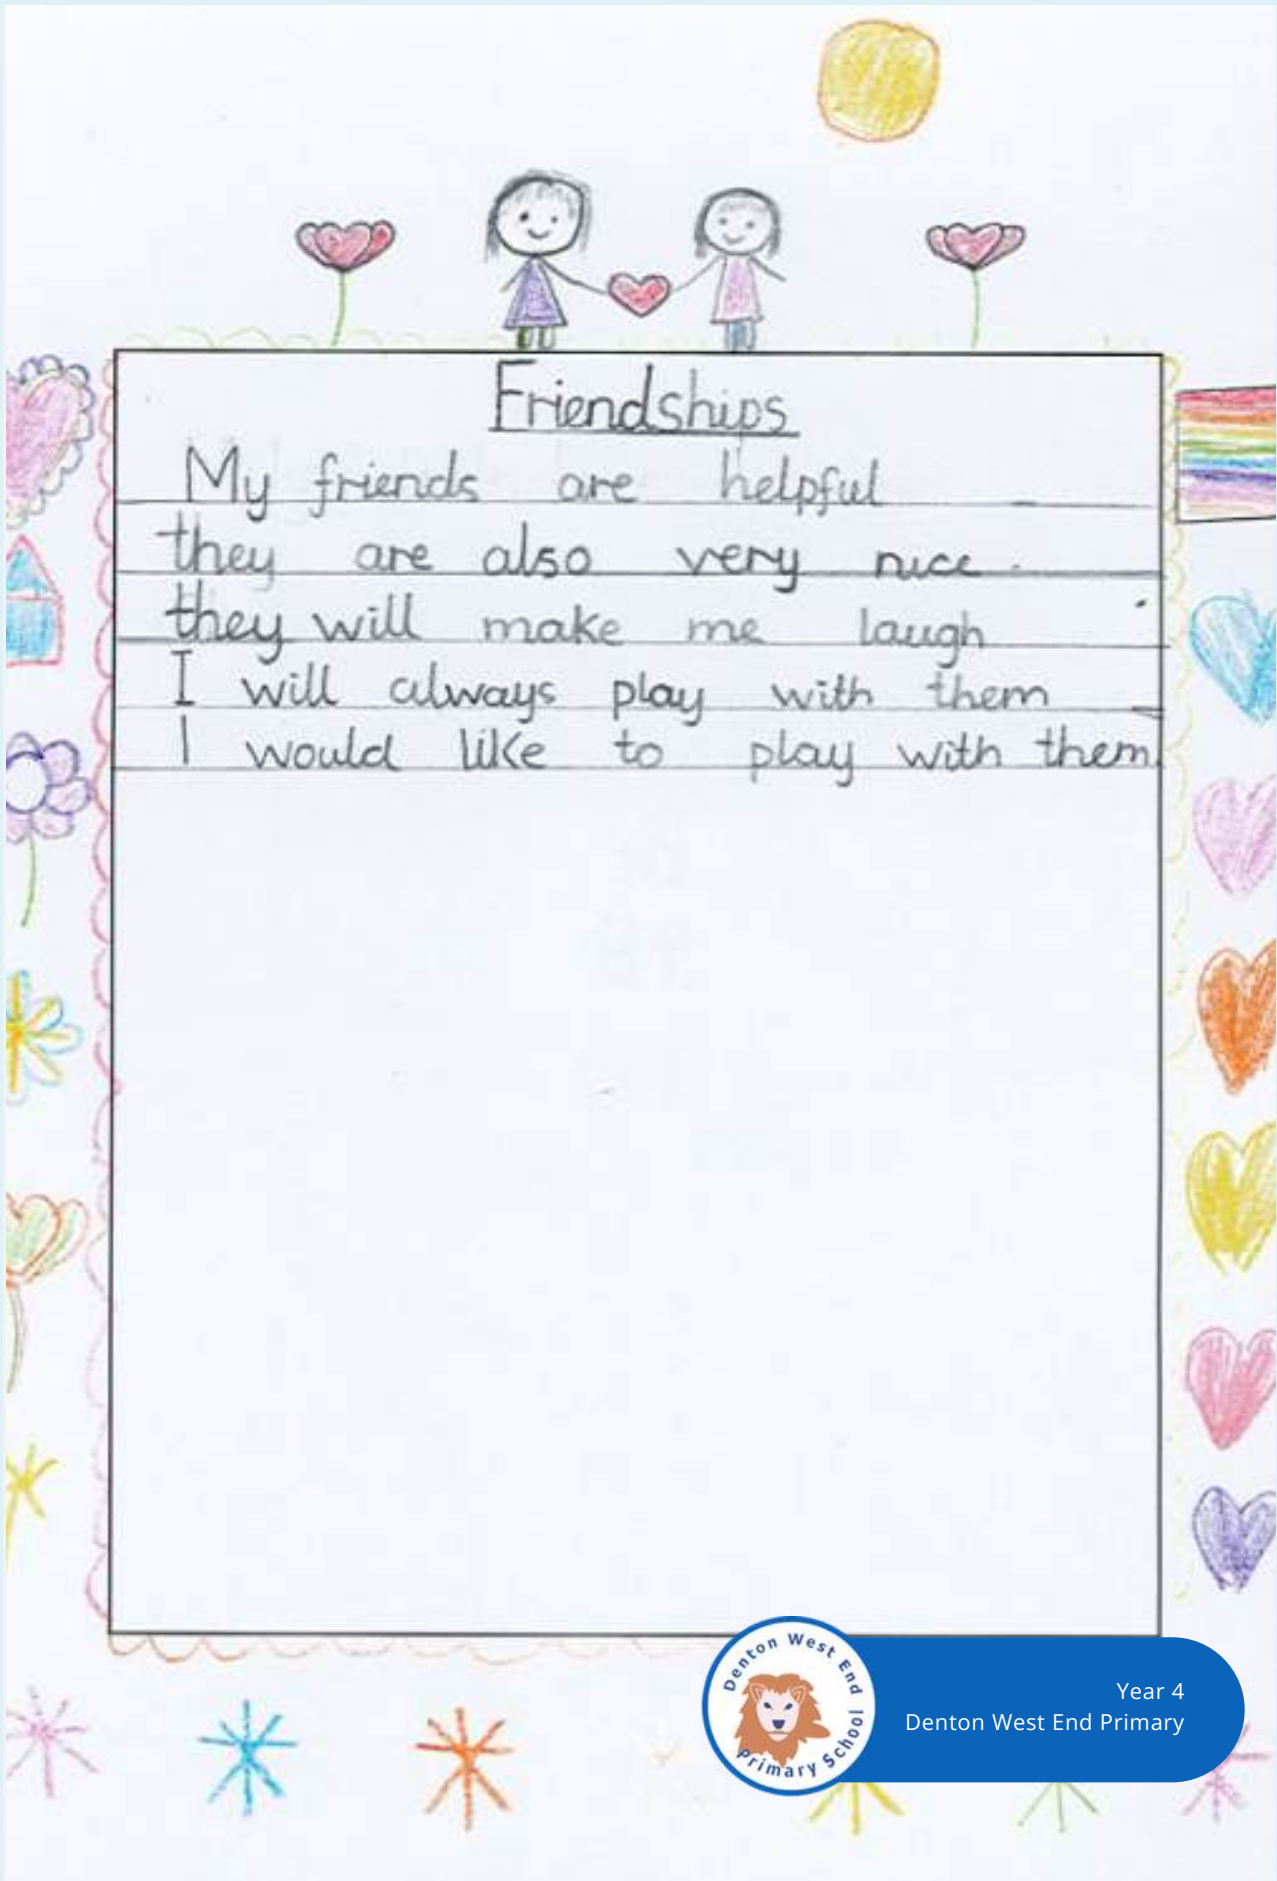 Friendships
My friends are helpful
they are also very nice.
they will make me laugh
I will always play with them
I would like to play with them
Denton West End Primary School
Year 4
Denton West End Primary